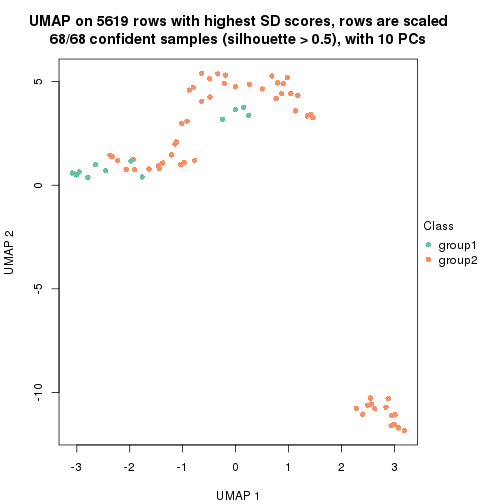 UMAP on 5619 rows with highest SD scores, rows are scaled
68/68 confident samples (silhouette > 0.5), with 10 PCs
5
0
-5
-10
UMAP 2
Class
group1
group2
-3 -2 -1 0 1 2 3
UMAP 1